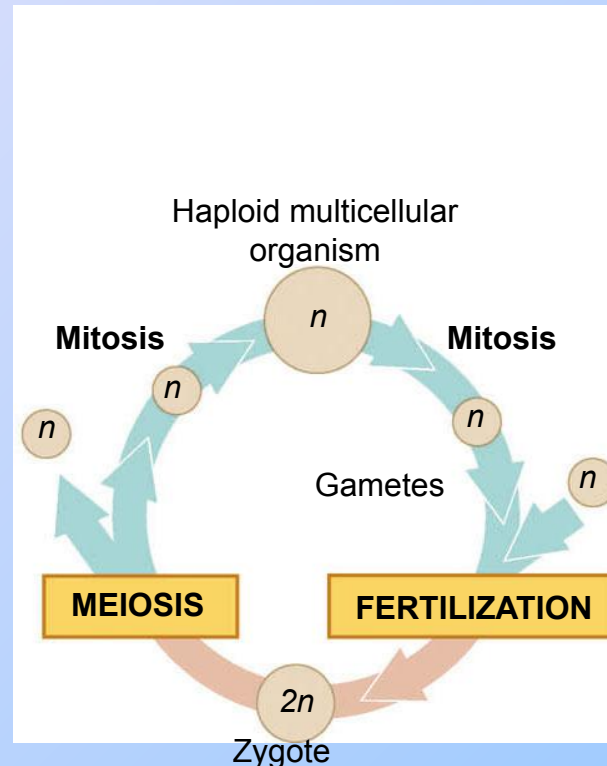 Haploid multicellular
organism
n
Mitosis
Mitosis
n
n
n
n
Gametes
MEIOSIS
FERTILIZATION
2n
Zygote